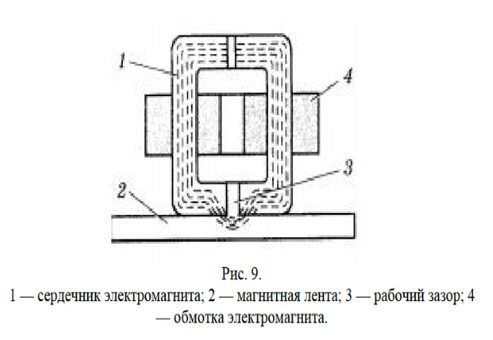 1
4
3
2
Рис. 9.
1 — сердечник электромагнита; 2 — магнитная лента; 3 — рабочий зазор; 4
— обмотка электромагнита.